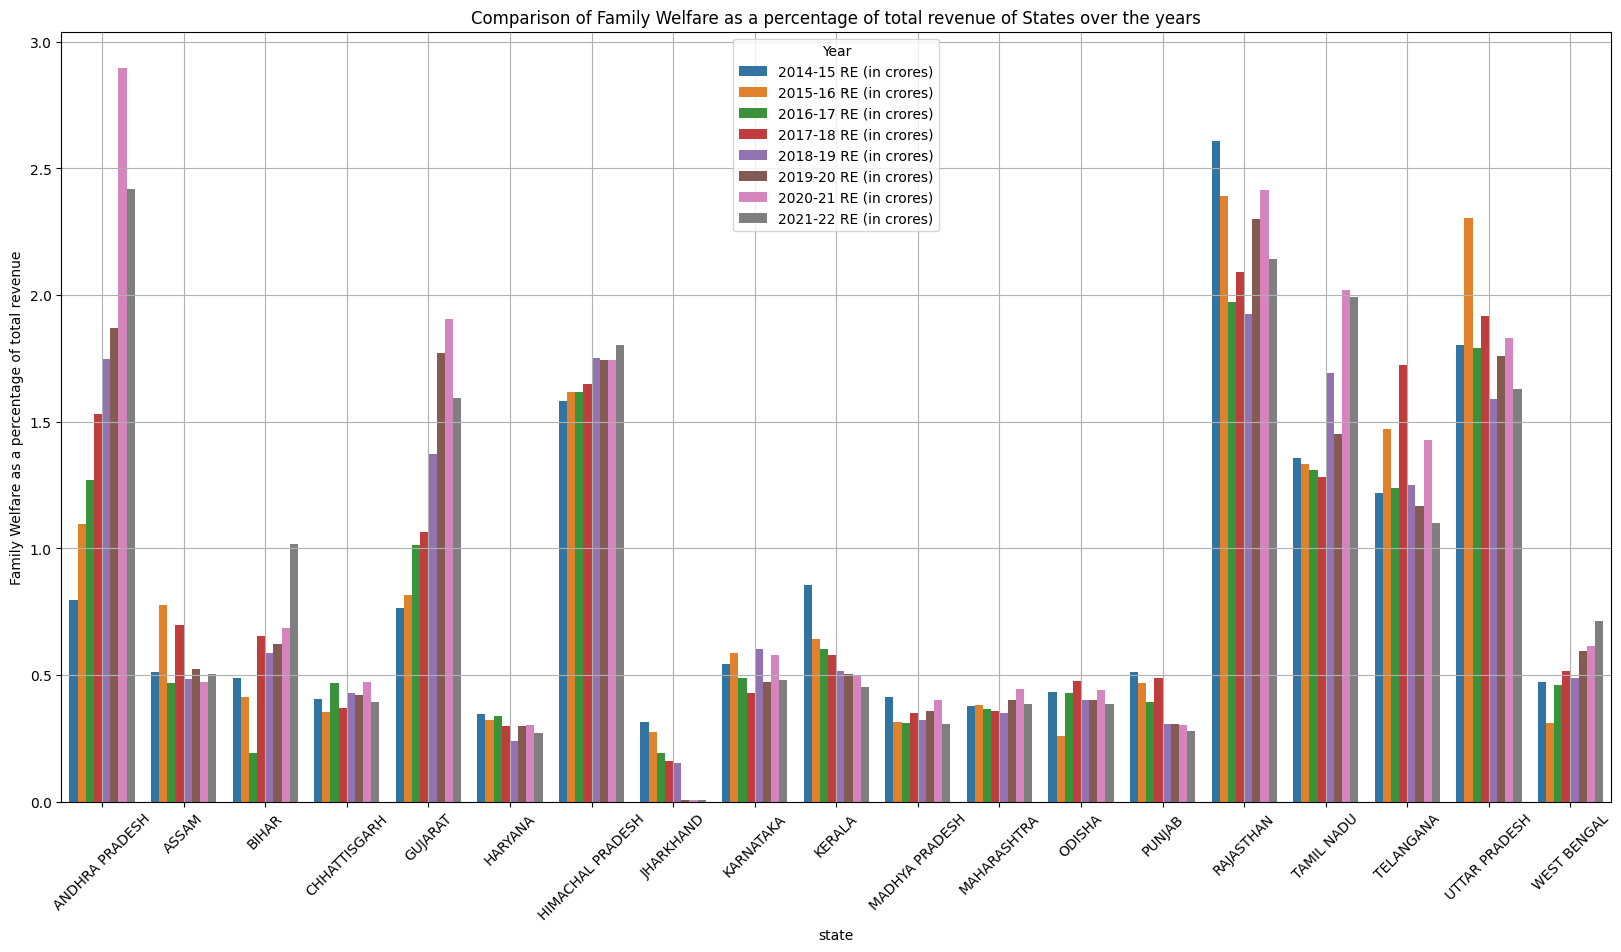 Comparison of Family Welfare as a percentage of total revenue of States over the years
Family Welfare as a percentage of total revenue
3.0
2.5
2.0
1.5
1.0
0.5
0.0
Year
2014-15 RE (in crores)
2015-16 RE (in crores)
2016-17 RE (in crores)
2017-18 RE (in crores)
2018-19 RE (in crores)
2019-20 RE (in crores)
2020-21 RE (in crores)
2021-22 RE (in crores)
ANDHRA PRADESH
ASSAM
BIHAR
CHHATTISGARH
GUJARAT
HARYANA
HIMACHAL PRADESH
JHARKHAND
KARNATAKA
KERALA
MADHYA PRADESH
MAHARASHTRA
ODISHA
PUNJAB
RAJASTHAN
TAMIL NADU
TELANGANA
UTTAR PRADESH
WEST BENGAL
state